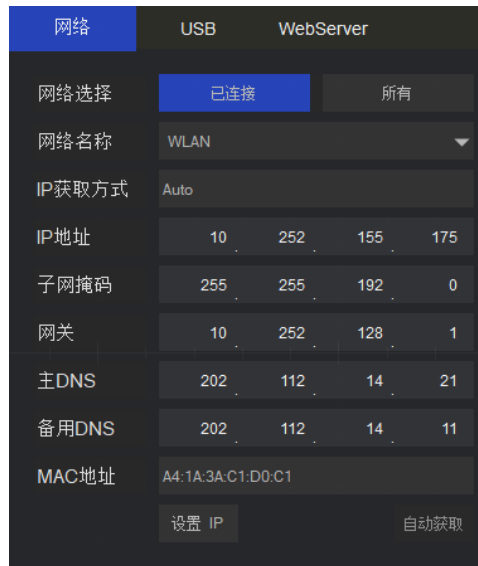 网络 USB WebServer
网络选择 已连接 所有
网络名称 WLAN
IP获取方式 Auto
IP地址 10 . 252 . 155 . 175
子网掩码 255 . 255 . 192 . 0
网关 10 . 252 . 128 . 1
主DNS 202 . 112 . 14 . 21
备用DNS 202 . 112 . 14 . 11
MAC地址 A4:1A:3A:C1:D0:C1
设置 IP 自动获取